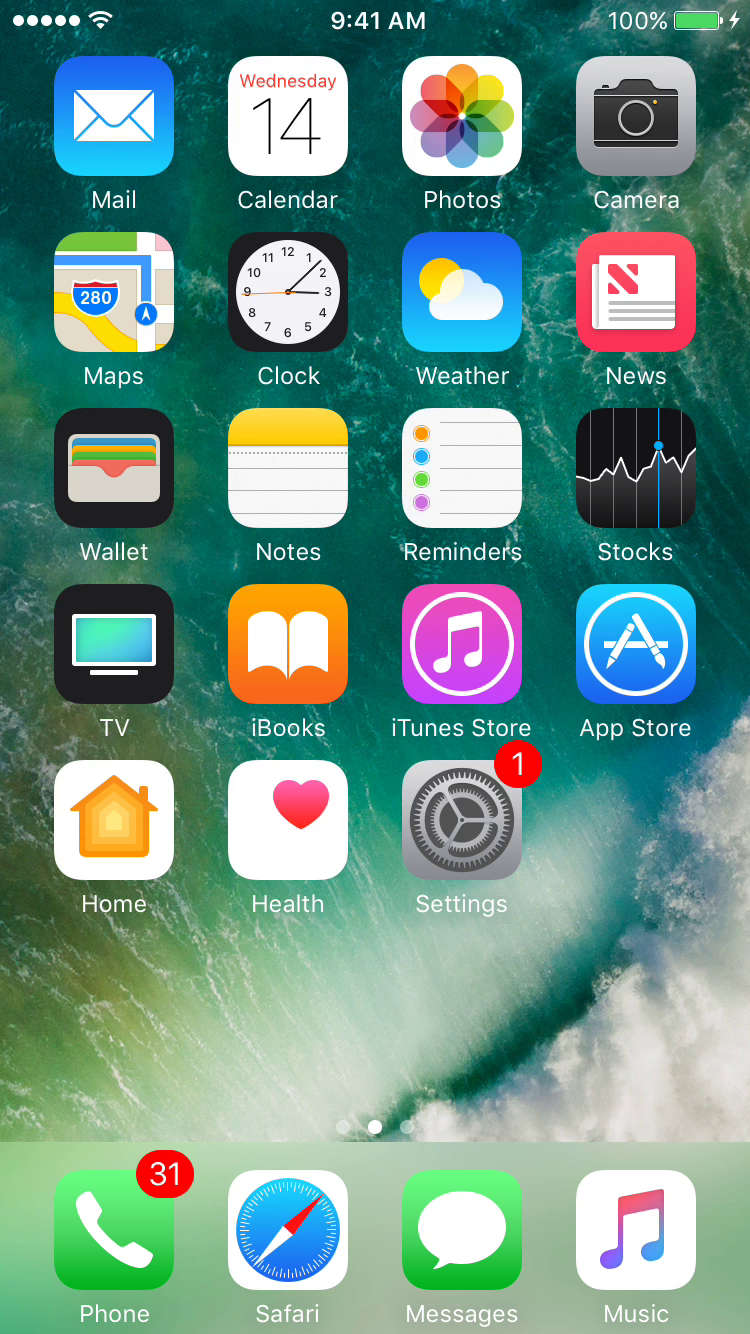 9:41 AM 100%
Wednesday
14
Mail Calendar Photos Camera
280
12
11 1
10 2
9 3
8 4
7 5
6
Maps Clock Weather News
Wallet Notes Reminders Stocks
TV iBooks iTunes Store App Store
1
Home Health Settings
31
Phone Safari Messages Music